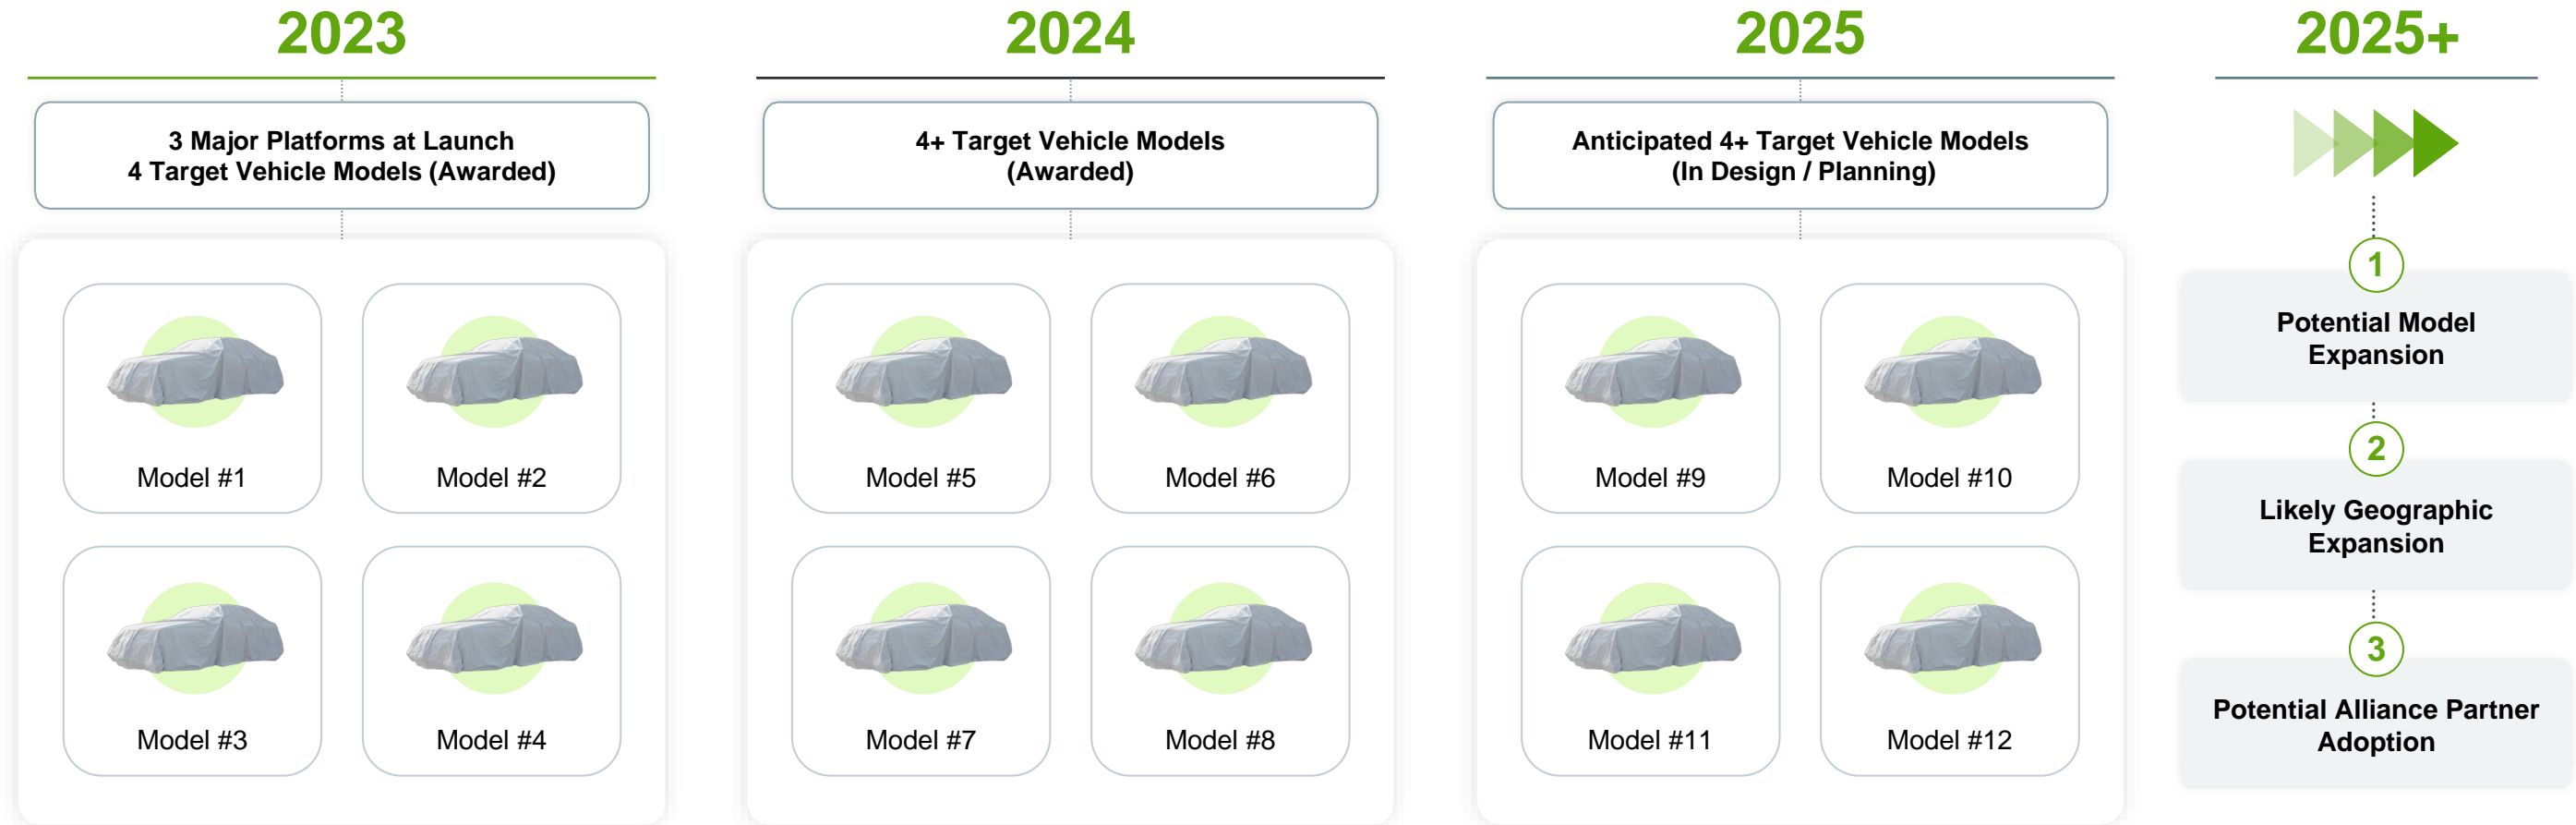 2023
3 Major Platforms at Launch
4 Target Vehicle Models (Awarded)
Model #1
Model #2
Model #3
Model #4
2024
4+ Target Vehicle Models
(Awarded)
Model #5
Model #6
Model #7
Model #8
2025
Anticipated 4+ Target Vehicle Models
(In Design / Planning)
Model #9
Model #10
Model #11
Model #12
2025+
1
Potential Model
Expansion
2
Likely Geographic
Expansion
3
Potential Alliance Partner
Adoption